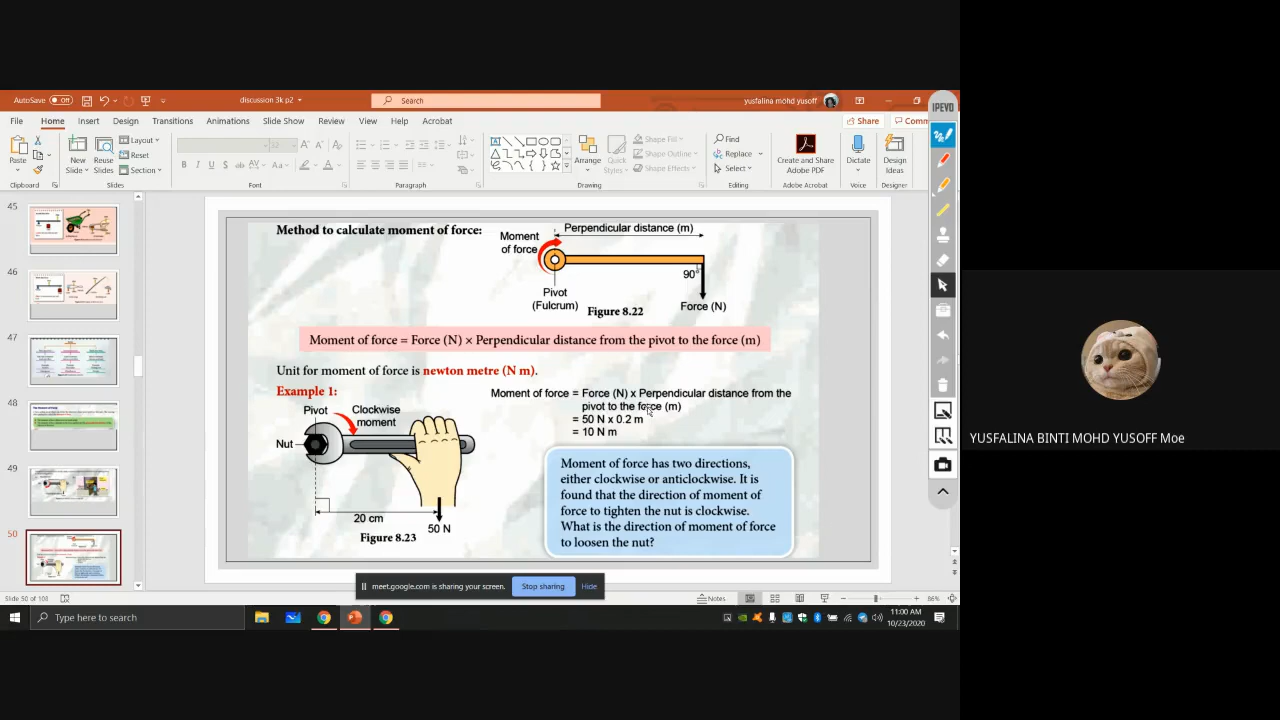 AutoSave Off
discussion 3k p2
Search
yusfalina mohd yusoff
IPEVO
File Home Insert Design Transitions Animations Slide Show Review View Help Acrobat
Share
Comm
Paste
New Slide
Reuse Slides
Layout
Reset
Section
Arrange
Quick Styles
Shape Fill
Shape Outline
Shape Effects
Find
Replace
Select
Create and Share Adobe PDF
Dictate
Design Ideas
Clipboard
Slides
Font
Paragraph
Drawing
Editing
Adobe Acrobat
Voice
Designer
45
46
47
48
49
50
Method to calculate moment of force:
Moment of force
Perpendicular distance (m)
90°
Pivot (Fulcrum)
Force (N)
Figure 8.22
Moment of force = Force (N) × Perpendicular distance from the pivot to the force (m)
Unit for moment of force is newton metre (N m).
Example 1:
Pivot
Clockwise moment
Nut
20 cm
50 N
Figure 8.23
Moment of force = Force (N) x Perpendicular distance from the
pivot to the force (m)
= 50 N x 0.2 m
= 10 N m
Moment of force has two directions,
either clockwise or anticlockwise. It is
found that the direction of moment of
force to tighten the nut is clockwise.
What is the direction of moment of force
to loosen the nut?
meet.google.com is sharing your screen.
Stop sharing
Hide
Slide 50 of 100
Notes
86%
Type here to search
11:00 AM
10/23/2020
YUSFALINA BINTI MOHD YUSOFF Moe